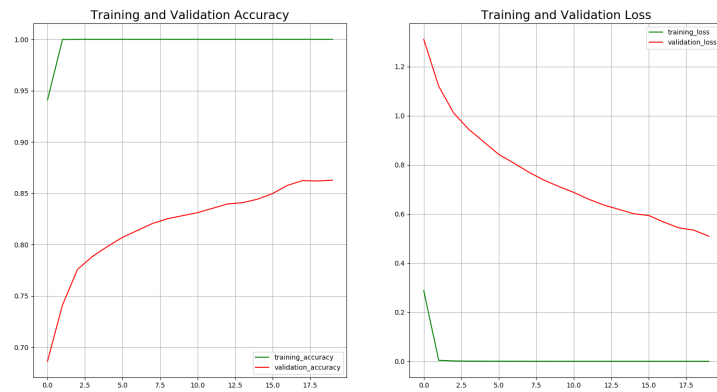 Training and Validation Accuracy
1.00
0.95
0.90
0.85
0.80
0.75
0.70
0.0 2.5 5.0 7.5 10.0 12.5 15.0 17.5
training_accuracy
validation_accuracy
Training and Validation Loss
training_loss
validation_loss
1.2
1.0
0.8
0.6
0.4
0.2
0.0
0.0 2.5 5.0 7.5 10.0 12.5 15.0 17.5